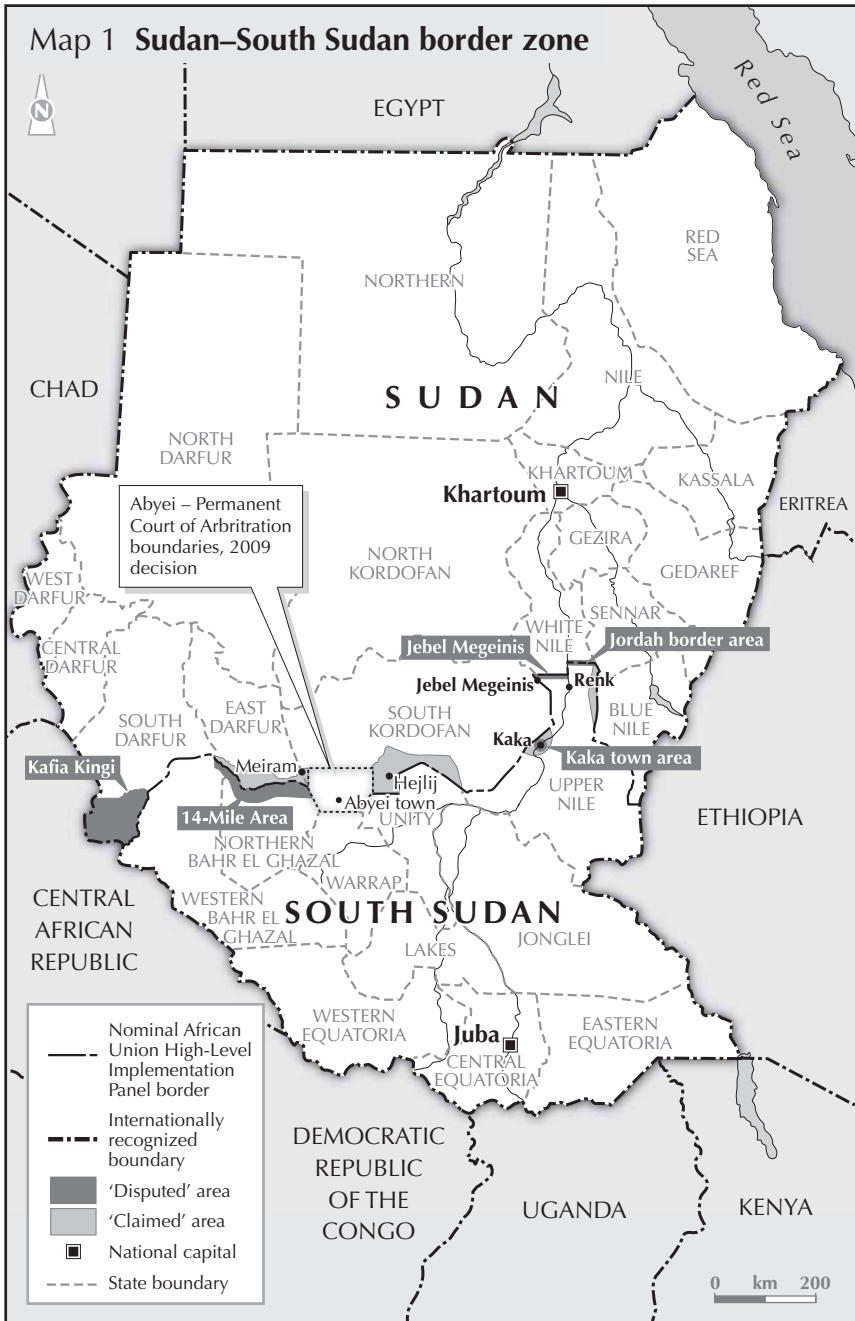 Map 1 Sudan–South Sudan border zone
N
Red Sea
EGYPT
RED
SEA
NORTHERN
CHAD
NILE
SUDAN
NORTH
DARFUR
KHARTOUM
KASSALA
Khartoum
ERITREA
Abyei – Permanent
Court of Arbritration
boundaries, 2009
decision
GEZIRA
NORTH
KORDOFAN
GEDAREF
WEST
DARFUR
SENNAR
WHITE
NILE
Jordah border area
CENTRAL
DARFUR
Jebel Megeinis
Jebel Megeinis
Renk
EAST
DARFUR
SOUTH
KORDOFAN
BLUE
NILE
SOUTH
DARFUR
Kaka
Kaka town area
Kafia Kingi
Meiram
Hejlij
UPPER
NILE
Abyei town
14-Mile Area
UNITY
ETHIOPIA
NORTHERN
BAHR EL GHAZAL
WARRAP
CENTRAL
AFRICAN
REPUBLIC
WESTERN
BAHR EL
GHAZAL
SOUTH SUDAN
JONGLEI
LAKES
WESTERN
EQUATORIA
EASTERN
EQUATORIA
Juba
CENTRAL
EQUATORIA
Nominal African
Union High-Level
Implementation
Panel border
Internationally
recognized
boundary
'Disputed' area
'Claimed' area
National capital
State boundary
DEMOCRATIC
REPUBLIC
OF THE
CONGO
UGANDA
KENYA
0 km 200